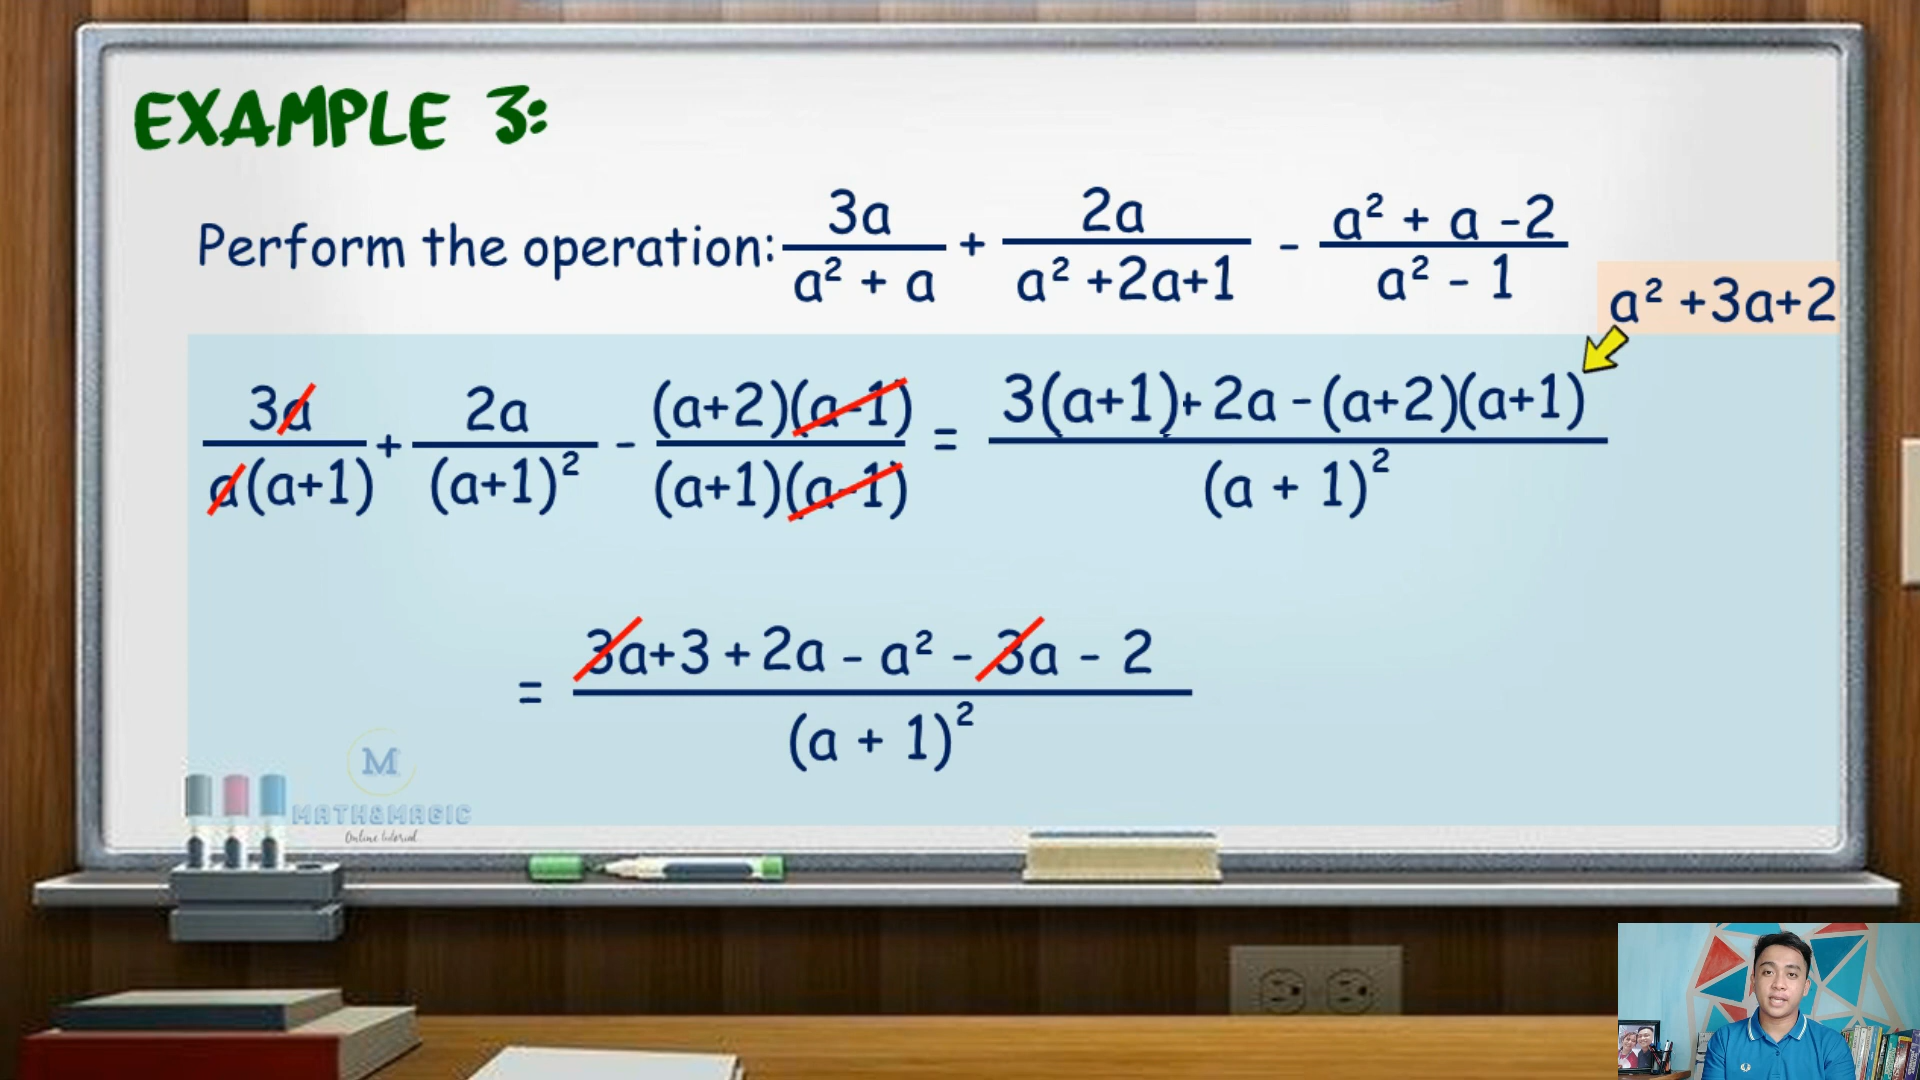 EXAMPLE 3:
Perform the operation: 3a/(a² + a) + 2a/(a² +2a+1) - (a² + a -2)/(a² - 1)
a² +3a+2
3a/a(a+1) + 2a/(a+1)² - (a+2)(a-1)/(a+1)(a-1) = 3(a+1)+ 2a - (a+2)(a+1)/(a + 1)²
= 3a+3 + 2a - a² - 3a - 2/(a + 1)²
M
MATH&MAGIC
Online tutorial